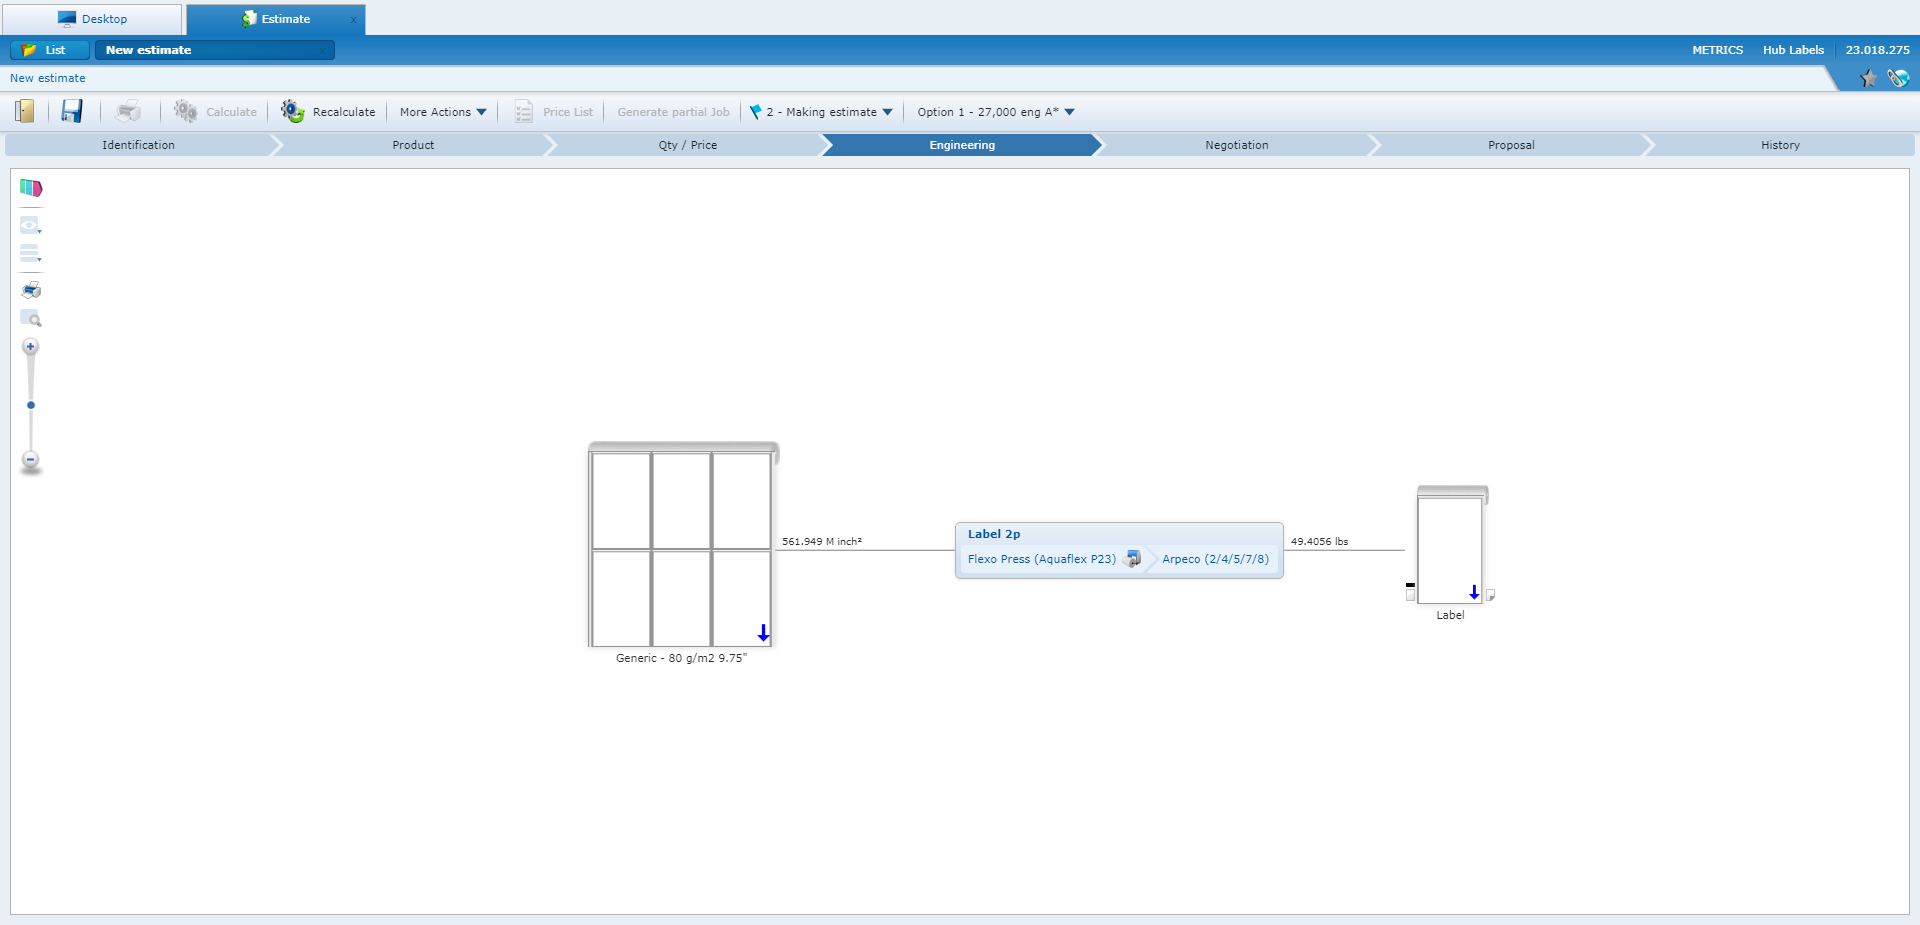 Desktop
Estimate x
List
New estimate
METRICS Hub Labels 23.018.275
New estimate
Calculate Recalculate More Actions Price List Generate partial Job 2 - Making estimate Option 1 - 27,000 eng A*
Identification Product Qty / Price Engineering Negotiation Proposal History
561.949 M inch²
Label 2p
Flexo Press (Aquaflex P23) Arpeco (2/4/5/7/8)
49.4056 lbs
Label
Generic - 80 g/m2 9.75"